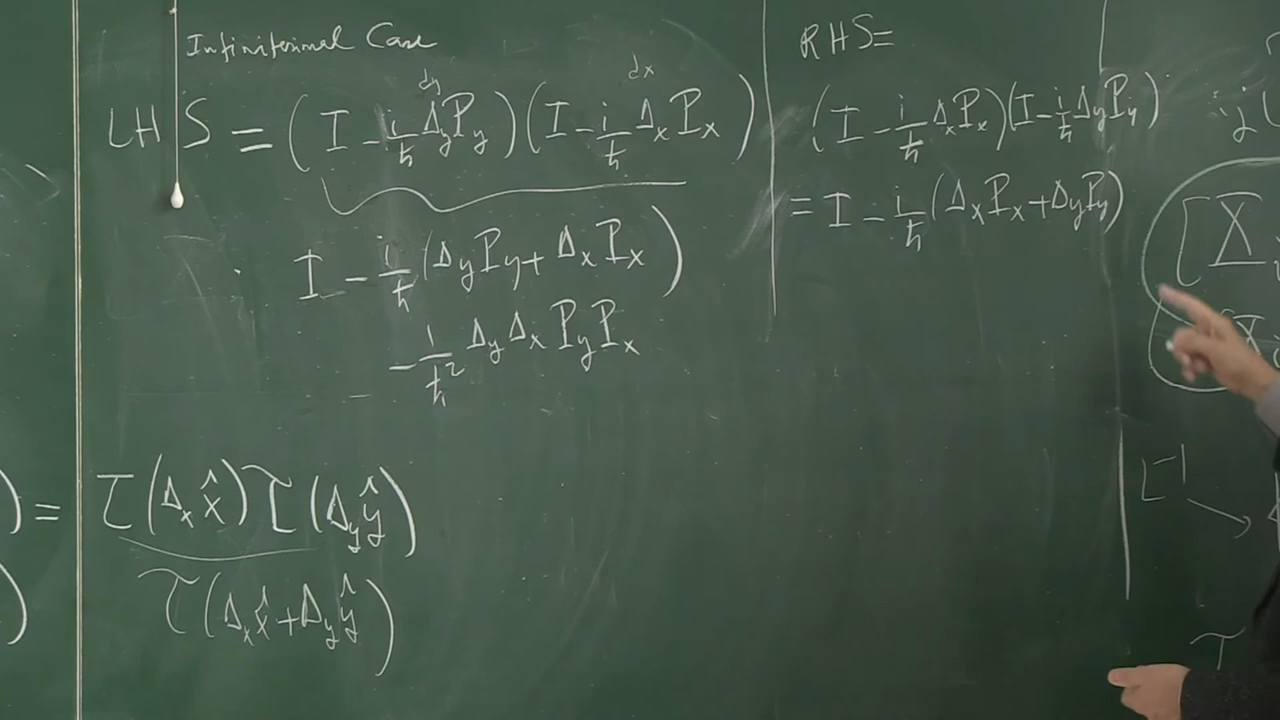 Infinitesimal Case
dy dx
LHS = (I - i/ħ Δ_y P_y)(I - i/ħ Δ_x P_x)
I - i/ħ (Δ_y P_y + Δ_x P_x)
- 1/ħ² Δ_y Δ_x P_y P_x
) = τ(Δ_x x̂) τ(Δ_y ŷ)
) τ(Δ_x x̂ + Δ_y ŷ)
RHS =
(I - i/ħ Δ_x P_x)(I - i/ħ Δ_y P_y)
= I - i/ħ (Δ_x P_x + Δ_y P_y)
[X